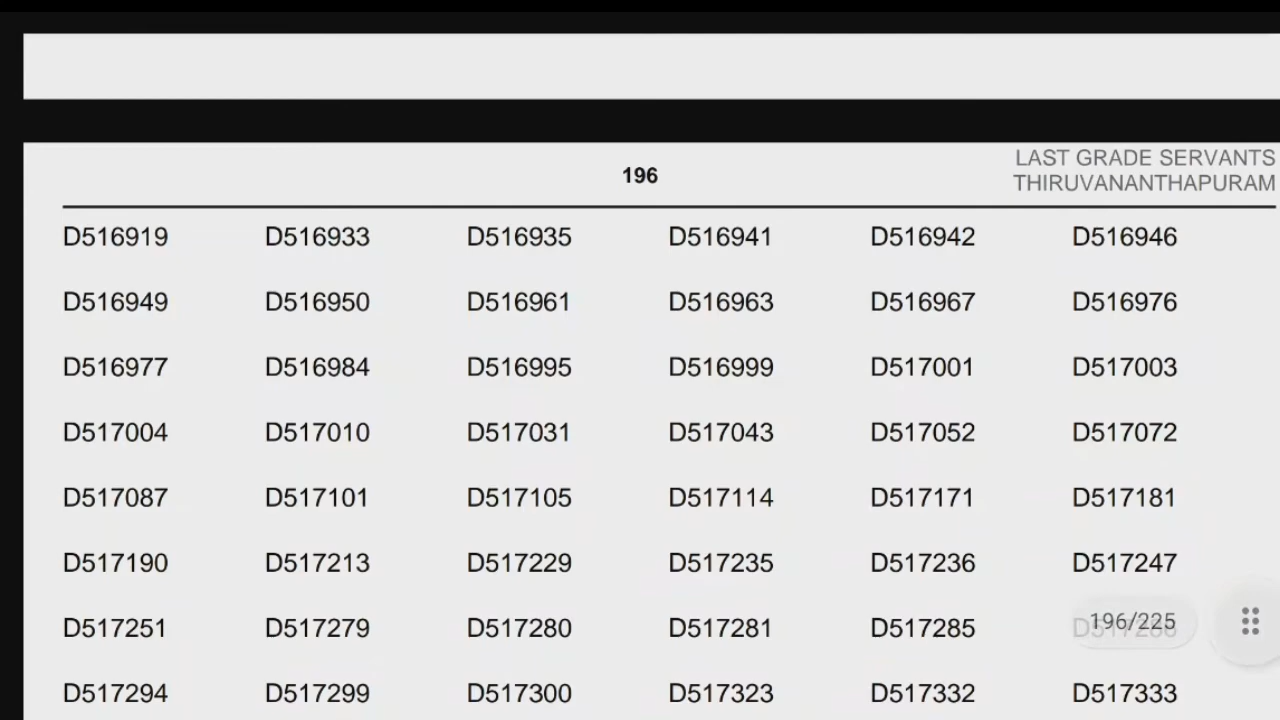 196
LAST GRADE SERVANTS
THIRUVANANTHAPURAM
D516919 D516933 D516935 D516941 D516942 D516946
D516949 D516950 D516961 D516963 D516967 D516976
D516977 D516984 D516995 D516999 D517001 D517003
D517004 D517010 D517031 D517043 D517052 D517072
D517087 D517101 D517105 D517114 D517171 D517181
D517190 D517213 D517229 D517235 D517236 D517247
D517251 D517279 D517280 D517281 D517285
196/225
D517294 D517299 D517300 D517323 D517332 D517333